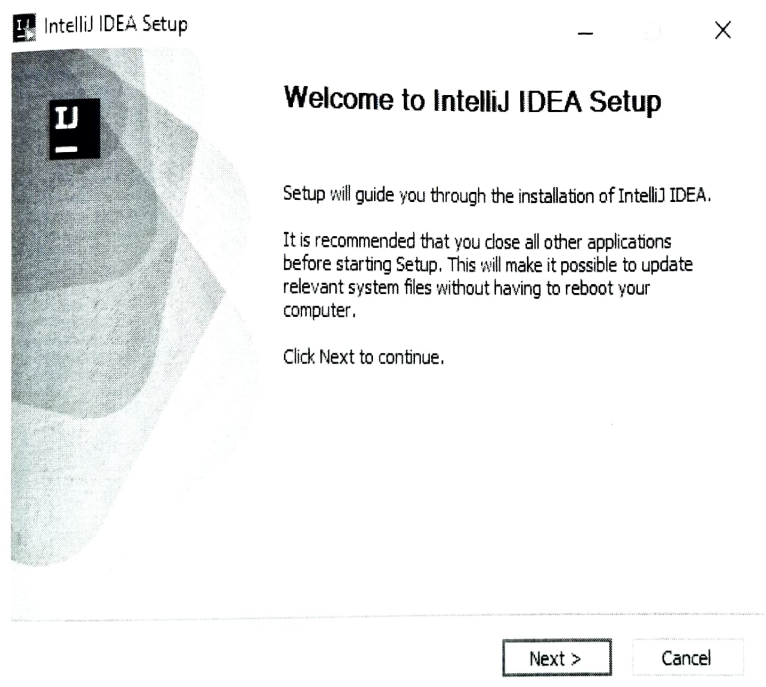 IntelliJ IDEA Setup
IJ
Welcome to IntelliJ IDEA Setup
Setup will guide you through the installation of IntelliJ IDEA.
It is recommended that you close all other applications
before starting Setup. This will make it possible to update
relevant system files without having to reboot your
computer.
Click Next to continue.
Next >
Cancel